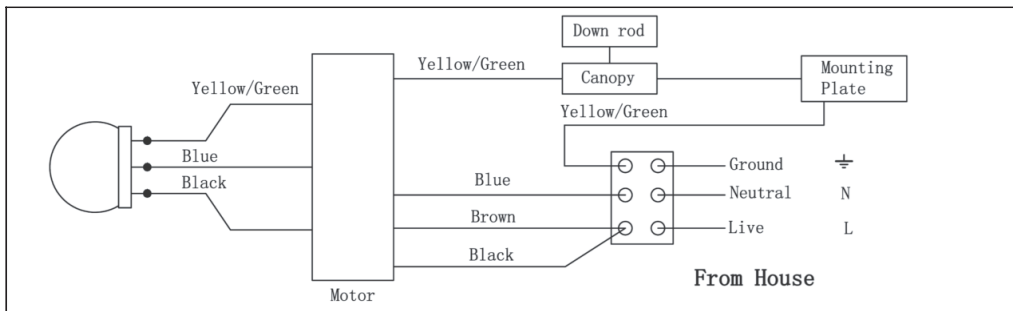 Down rod
Yellow/Green
Canopy
Mounting
Plate
Yellow/Green
Yellow/Green
Blue
Black
Blue
Brown
Black
Motor
Ground
Neutral N
Live L
From House